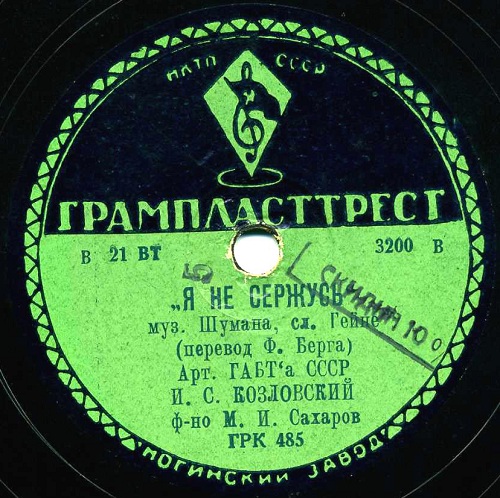 НКТП СССР
ГРАМПЛАСТТРЕСТ
В 21 ВТ 3200 В
„Я НЕ СЕРЖУСЬ“
муз. Шумана, сл. Гейне
(перевод Ф. Берга)
Арт. ГАБТ‘а СССР
И. С. КОЗЛОВСКИЙ
ф-но М. И. Сахаров
ГРК 485
"НОГИНСКИЙ ЗАВОД"